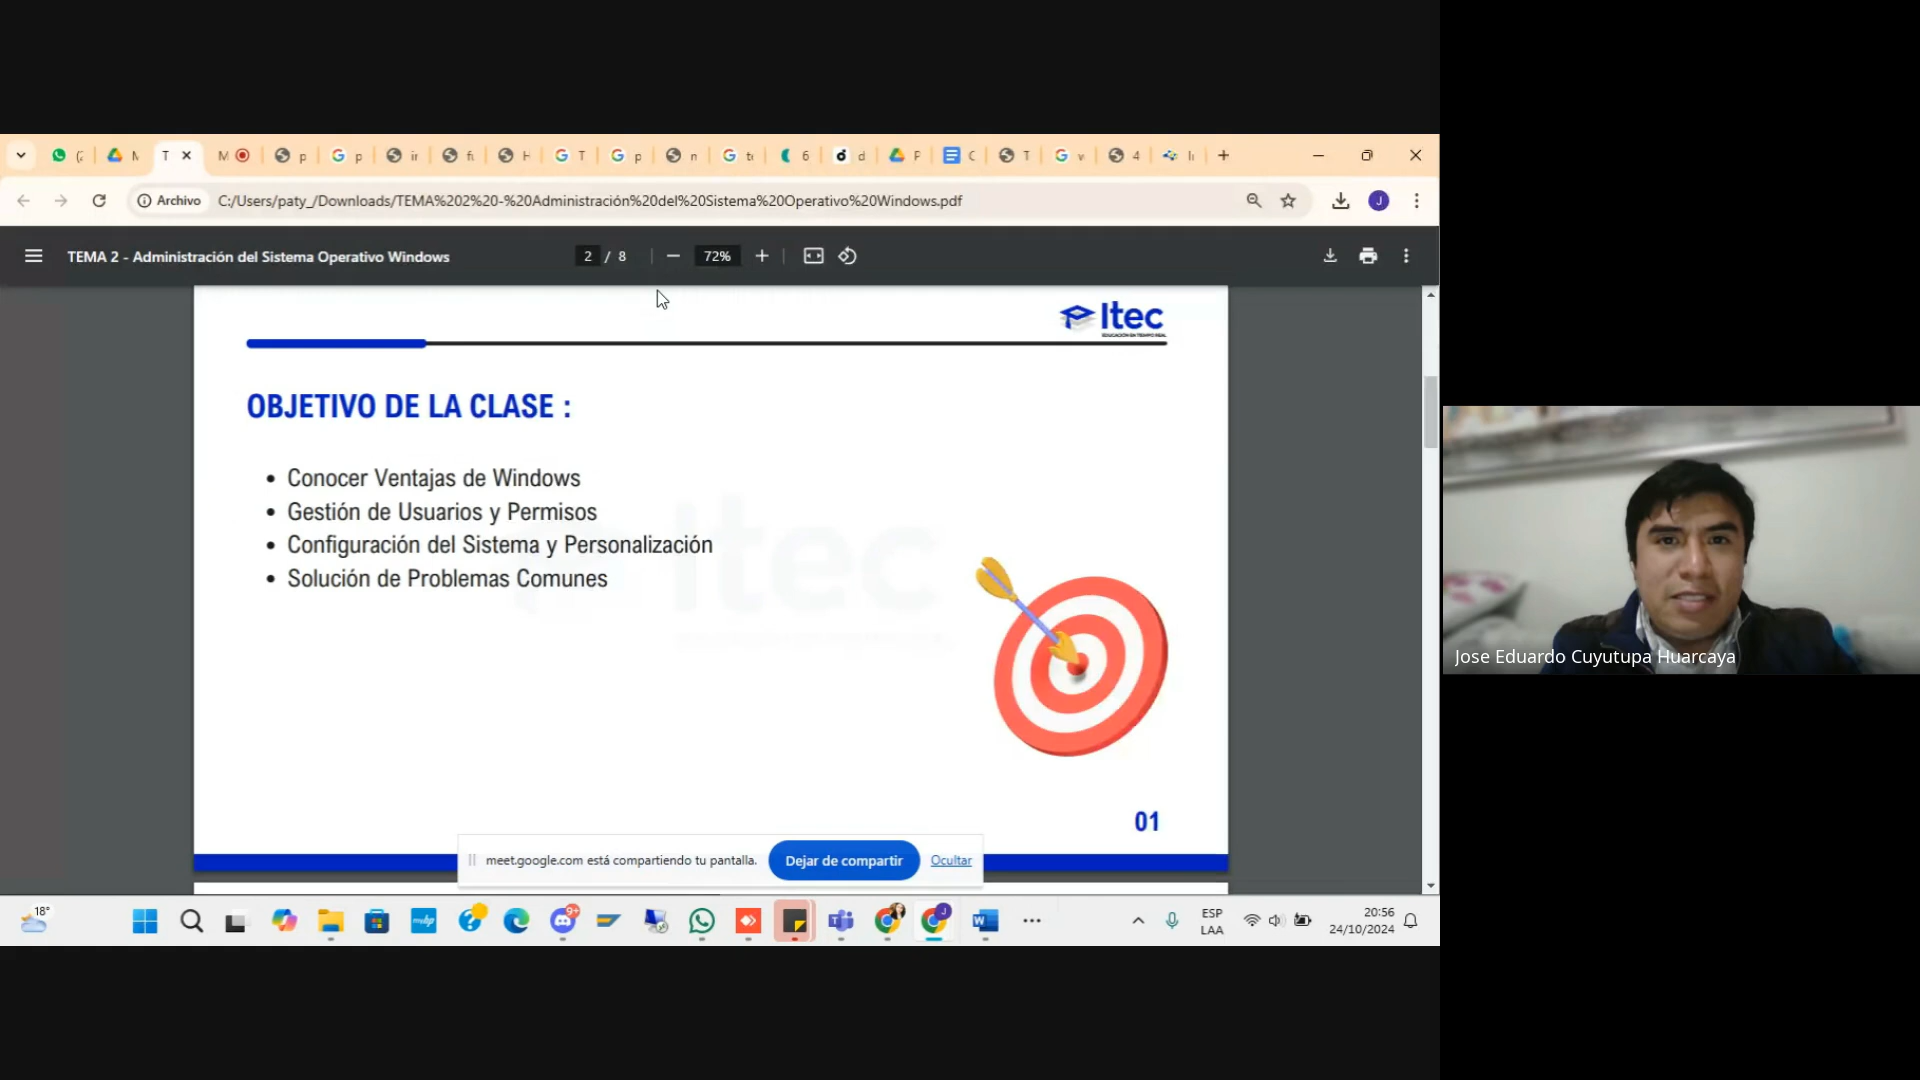 Archivo
C:/Users/paty_/Downloads/TEMA%202%20-%20Administración%20del%20Sistema%20Operativo%20Windows.pdf
TEMA 2 - Administración del Sistema Operativo Windows
2 / 8
72%
Itec
OBJETIVO DE LA CLASE :
• Conocer Ventajas de Windows
• Gestión de Usuarios y Permisos
• Configuración del Sistema y Personalización
• Solución de Problemas Comunes
Itec
01
meet.google.com está compartiendo tu pantalla.
Dejar de compartir
Ocultar
Jose Eduardo Cuyutupa Huarcaya
18°
ESP
LAA
20:56
24/10/2024